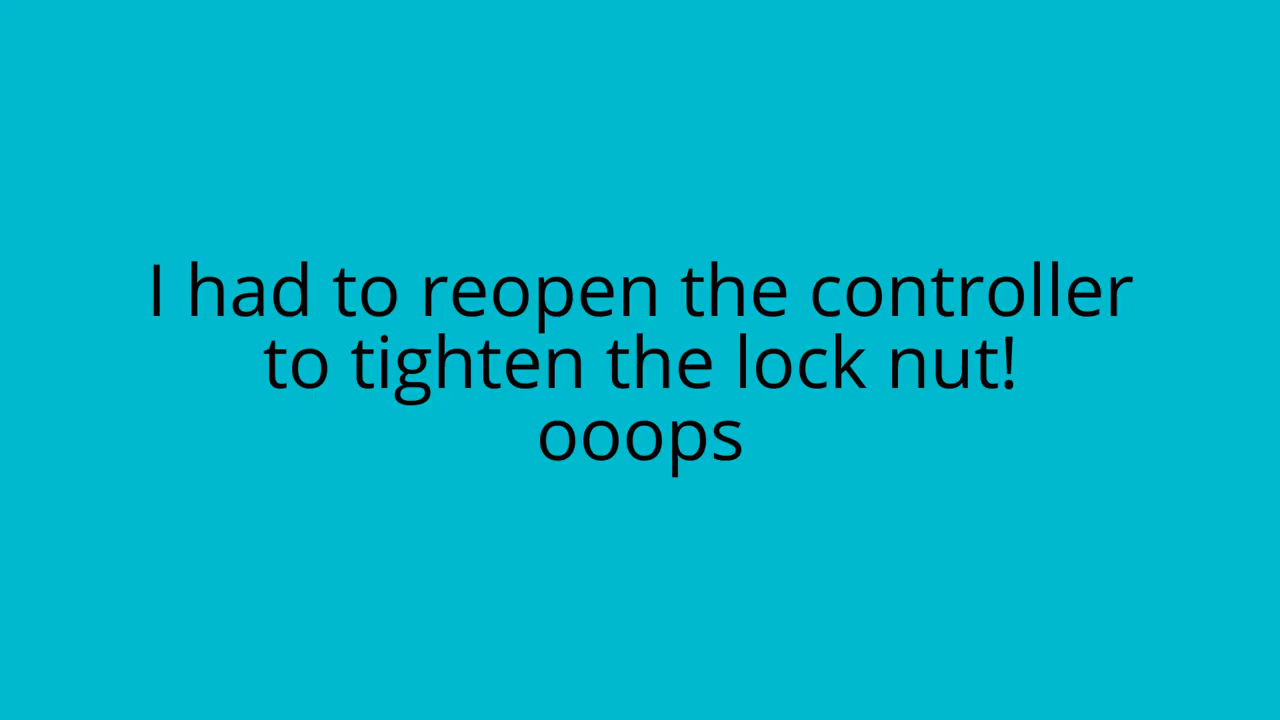 I had to reopen the controller
to tighten the lock nut!
ooops